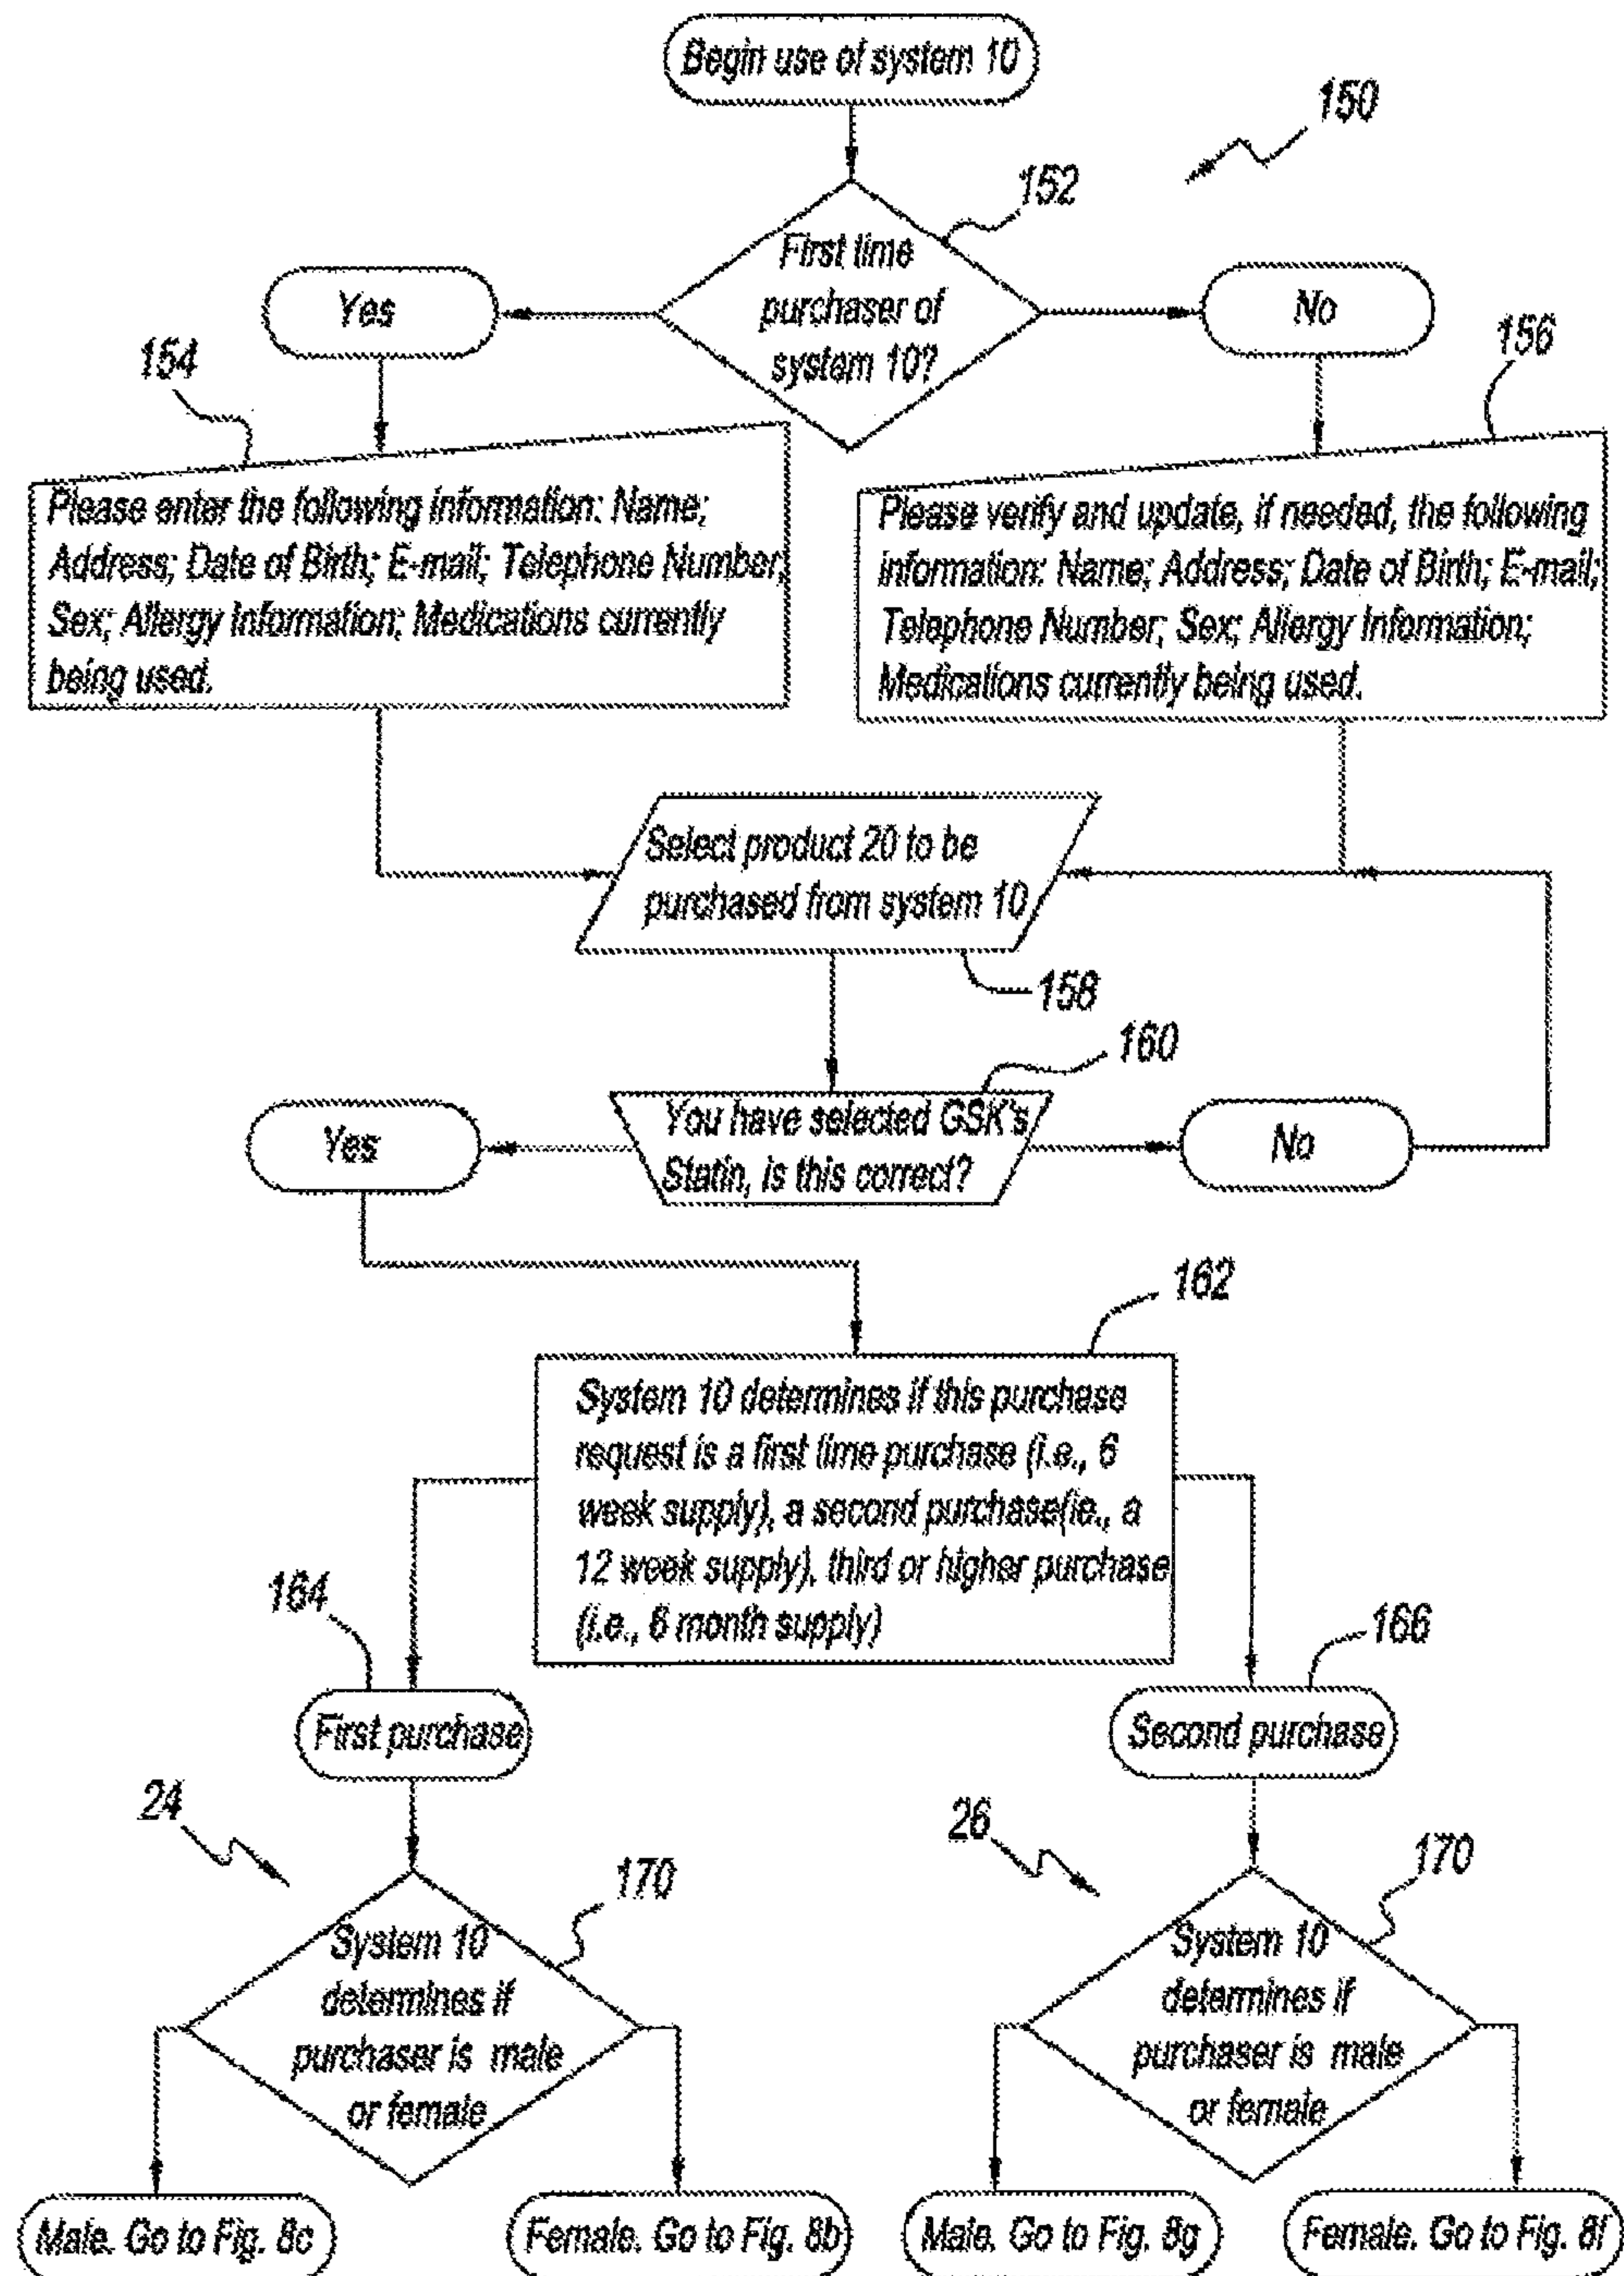 Begin use of system 10
150
152
First time
purchaser of
system 10?
Yes
No
154
156
Please enter the following information: Name;
Address; Date of Birth; E-mail; Telephone Number;
Sex; Allergy Information; Medications currently
being used.
Please verify and update, if needed, the following
information: Name; Address; Date of Birth; E-mail;
Telephone Number; Sex; Allergy Information;
Medications currently being used.
Select product 20 to be
purchased from system 10
158
160
You have selected GSK's
Statin, is this correct?
Yes
No
162
System 10 determines if this purchase
request is a first time purchase (i.e., 6
week supply), a second purchase(ie., a
12 week supply), third or higher purchase
(i.e., 6 month supply)
164
166
First purchase
Second purchase
24
170
26
170
System 10
determines if
purchaser is male
or female
System 10
determines if
purchaser is male
or female
Male. Go to Fig. 8c
Female. Go to Fig. 8b
Male. Go to Fig. 8g
Female. Go to Fig. 8f